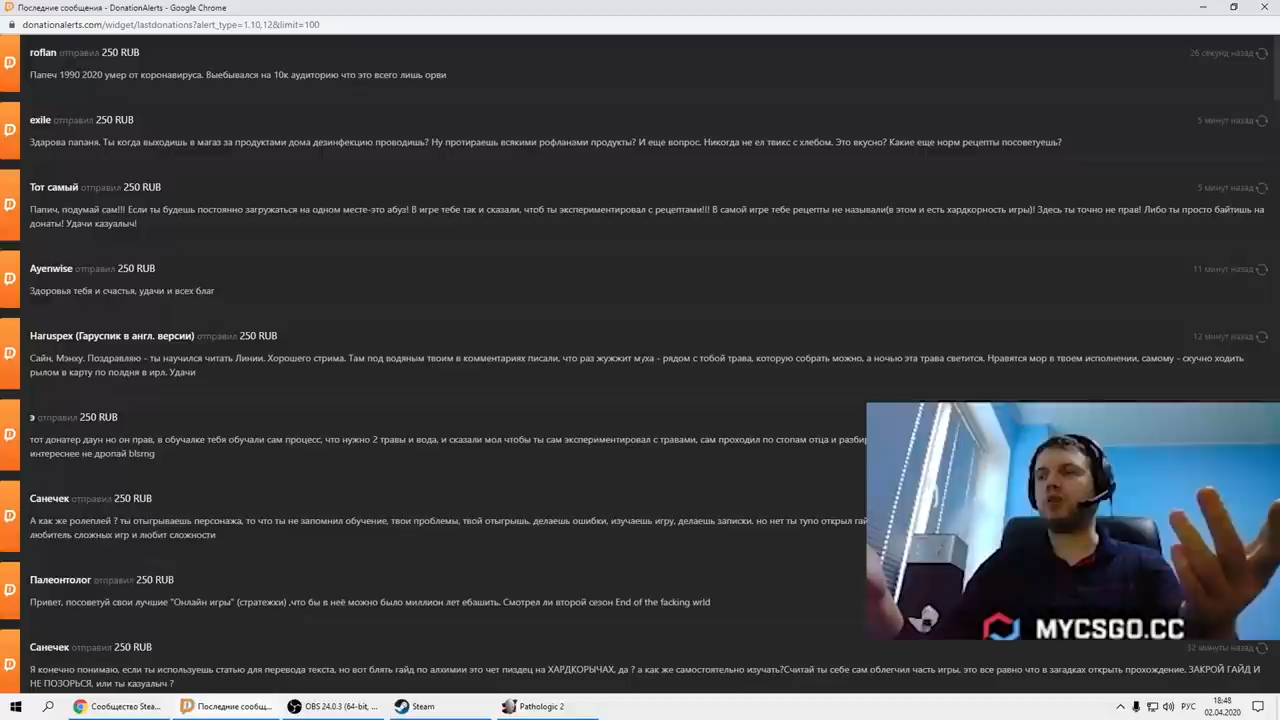 Последние сообщения - DonationAlerts - Google Chrome
donationalerts.com/widget/lastdonations?alert_type=1.10,12&limit=100
roflan отправил 250 RUB
26 секунд назад
Папеч 1990 2020 умер от коронавируса. Выебывался на 10к аудиторию что это всего лишь орви
exile отправил 250 RUB
5 минут назад
Здарова папаня. Ты когда выходишь в магаз за продуктами дома дезинфекцию проводишь? Ну протираешь всякими рофланами продукты? И еще вопрос. Никогда не ел твикс с хлебом. Это вкусно? Какие еще норм рецепты посоветуешь?
Тот самый отправил 250 RUB
5 минут назад
Папич, подумай сам!!! Если ты будешь постоянно загружаться на одном месте-это абуз! В игре тебе так и сказали, чтоб ты экспериментировал с рецептами!!! В самой игре тебе рецепты не называли(в этом и есть хардкорность игры)! Здесь ты точно не прав! Либо ты просто байтишь на
донаты! Удачи казуалыч!
Ayenwise отправил 250 RUB
11 минут назад
Здоровья тебя и счастья, удачи и всех благ
Haruspex (Гаруспик в англ. версии) отправил 250 RUB
12 минут назад
Сайн, Мэнху. Поздравляю - ты научился читать Линии. Хорошего стрима. Там под водяным твоим в комментариях писали, что раз жужжит муха - рядом с тобой трава, которую собрать можно, а ночью эта трава светится. Нравятся мор в твоем исполнении, самому - скучно ходить
рылом в карту по полдня в ирл. Удачи
э отправил 250 RUB
тот донатер даун но он прав, в обучалке тебя обучали сам процесс, что нужно 2 травы и вода, и сказали мол чтобы ты сам экспериментировал с травами, сам проходил по стопам отца и
интереснее не дропай blsrng
Санечек отправил 250 RUB
А как же ролеплей ? ты отыгрываешь персонажа, то что ты не запомнил обучение, твои проблемы, твой отыгрышь, делаешь ошибки, изучаешь игру, делаешь записки. но нет ты тупо открыл
любитель сложных игр и любит сложности
Палеонтолог отправил 250 RUB
Привет, посоветуй свои лучшие "Онлайн игры" (стратежки) ,что бы в неё можно было миллион лет ебашить. Смотрел ли второй сезон End of the facking wrld
Санечек отправил 250 RUB
32 минуты назад
Я конечно понимаю, если ты используешь статью для перевода текста, но вот блять гайд по алхимии это чет пиздец на ХАРДКОРЫЧАХ, да ? а как же самостоятельно изучать?Считай ты себе сам облегчил часть игры, это все равно что в загадках открыть прохождение. ЗАКРОЙ ГАЙД И
НЕ ПОЗОРЬСЯ, или ты казуалыч ?
MYCSGO.CC
Сообщество Stea...
Последние сообщ...
OBS 24.0.3 (64-bit, ...
Steam
Pathologic 2
РУС
18:48
02.04.2020